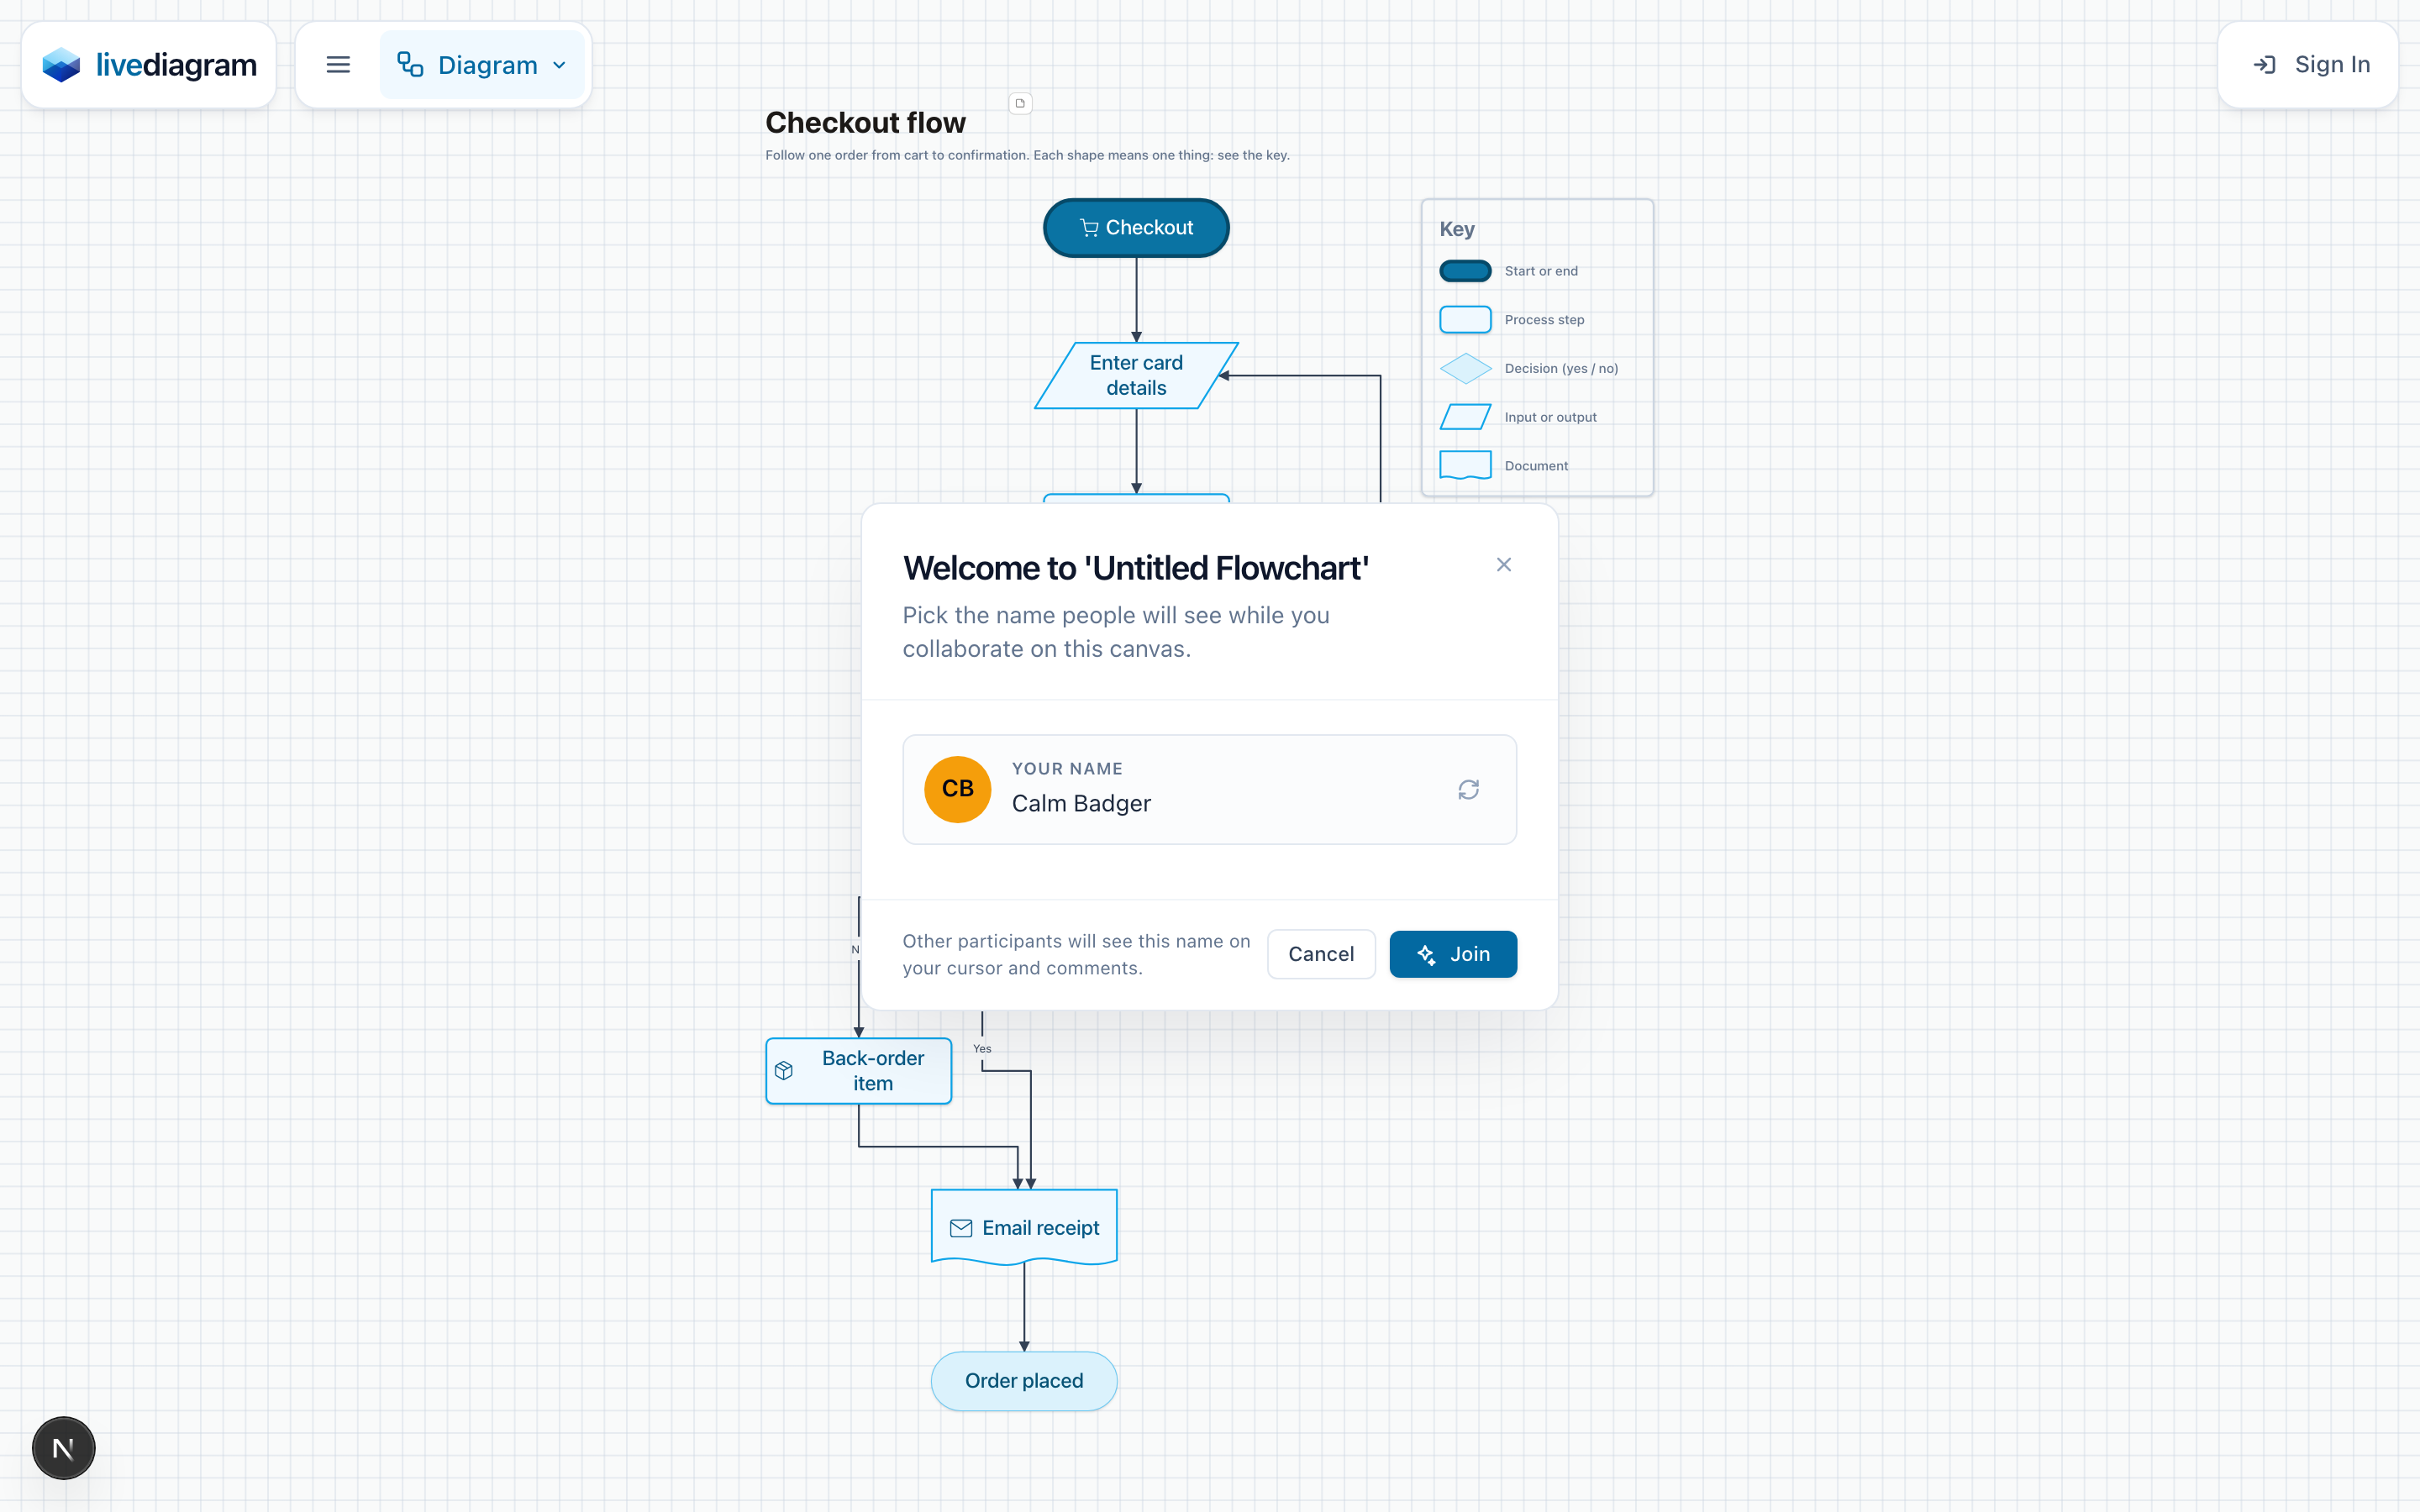 livediagram
Diagram
Sign In
Checkout flow
Follow one order from cart to confirmation. Each shape means one thing: see the key.
Checkout
Key
Start or end
Process step
Decision (yes / no)
Input or output
Document
Enter card
details
Welcome to 'Untitled Flowchart'
Pick the name people will see while you
collaborate on this canvas.
CB
YOUR NAME
Calm Badger
Other participants will see this name on
your cursor and comments.
Cancel
Join
N
Yes
Back-order
item
Email receipt
Order placed
N